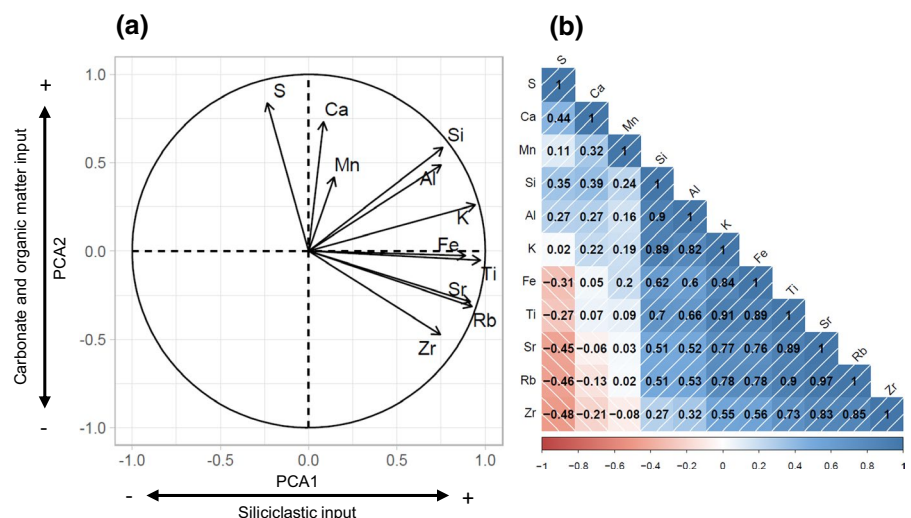 (a)
(b)
Carbonate and organic matter input
+
-
PCA2
1.0
0.5
0.0
-0.5
-1.0
S
Ca
Mn
Si
Al
K
Fe
Ti
Sr
Rb
Zr
-1.0 0.0 0.5 1.0
PCA1
- +
Siliciclastic input
S
S 1 Ca
Ca 0.44 1 Mn
Mn 0.11 0.32 1 Si
Si 0.35 0.39 0.24 1 Al
Al 0.27 0.27 0.16 0.9 1 K
K 0.02 0.22 0.19 0.89 0.82 1 Fe
Fe −0.31 0.05 0.2 0.62 0.6 0.84 1 Ti
Ti −0.27 0.07 0.09 0.7 0.66 0.91 0.89 1 Sr
Sr −0.45 −0.06 0.03 0.51 0.52 0.77 0.76 0.89 1 Rb
Rb −0.46 −0.13 0.02 0.51 0.53 0.78 0.78 0.9 0.97 1 Zr
Zr −0.48 −0.21 −0.08 0.27 0.32 0.55 0.56 0.73 0.83 0.85 1
−1 −0.8 −0.6 −0.4 −0.2 0 0.2 0.4 0.6 0.8 1